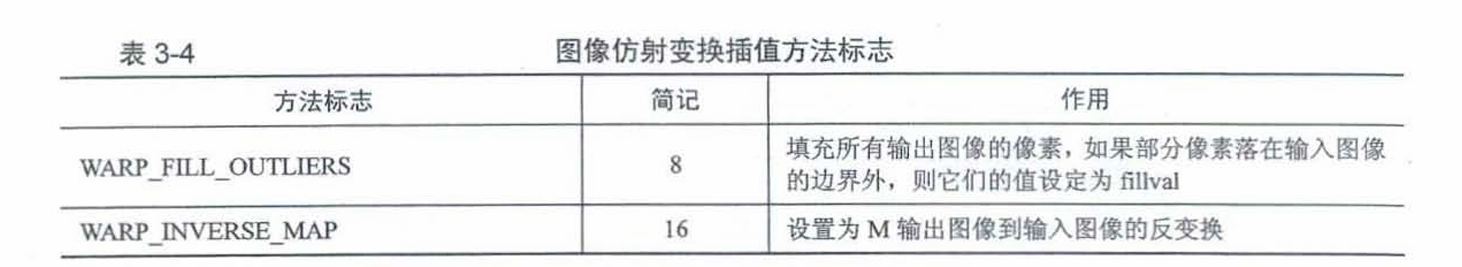 表 3-4 图像仿射变换插值方法标志
方法标志 简记 作用
WARP_FILL_OUTLIERS 8 填充所有输出图像的像素，如果部分像素落在输入图像
的边界外，则它们的值设定为 fillval
WARP_INVERSE_MAP 16 设置为 M 输出图像到输入图像的反变换